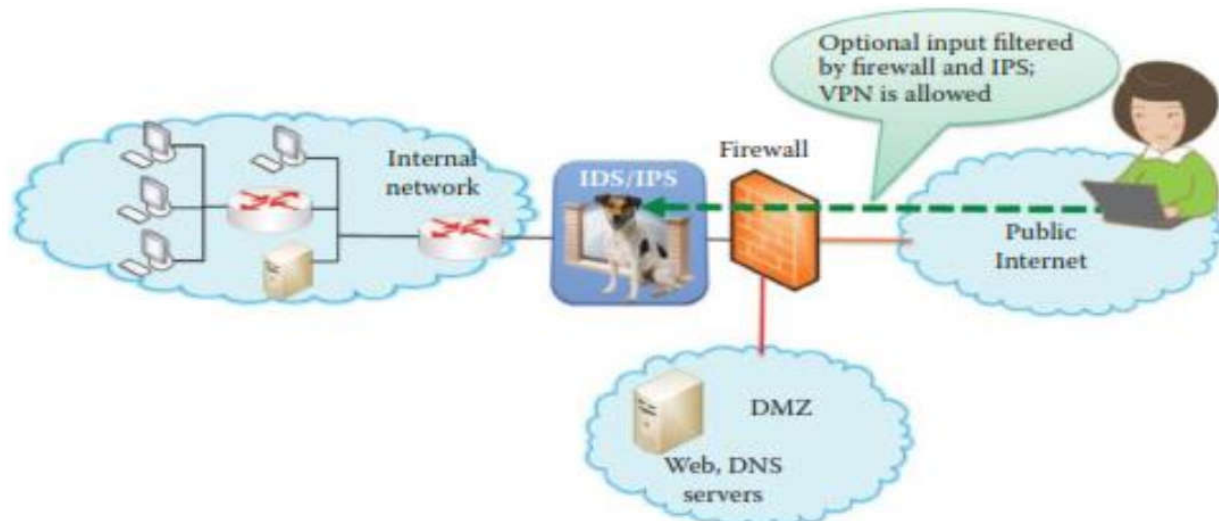 Optional input filtered
by firewall and IPS;
VPN is allowed
Firewall
Internal
network
IDS/IPS
Public
Internet
DMZ
Web, DNS
servers